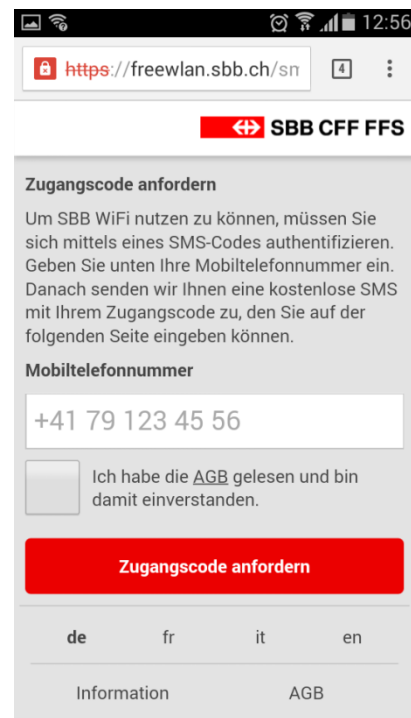 12:56
https://freewlan.sbb.ch/sm
4
SBB CFF FFS
Zugangscode anfordern
Um SBB WiFi nutzen zu können, müssen Sie
sich mittels eines SMS-Codes authentifizieren.
Geben Sie unten Ihre Mobiltelefonnummer ein.
Danach senden wir Ihnen eine kostenlose SMS
mit Ihrem Zugangscode zu, den Sie auf der
folgenden Seite eingeben können.
Mobiltelefonnummer
+41 79 123 45 56
Ich habe die AGB gelesen und bin
damit einverstanden.
Zugangscode anfordern
de fr it en
Information AGB